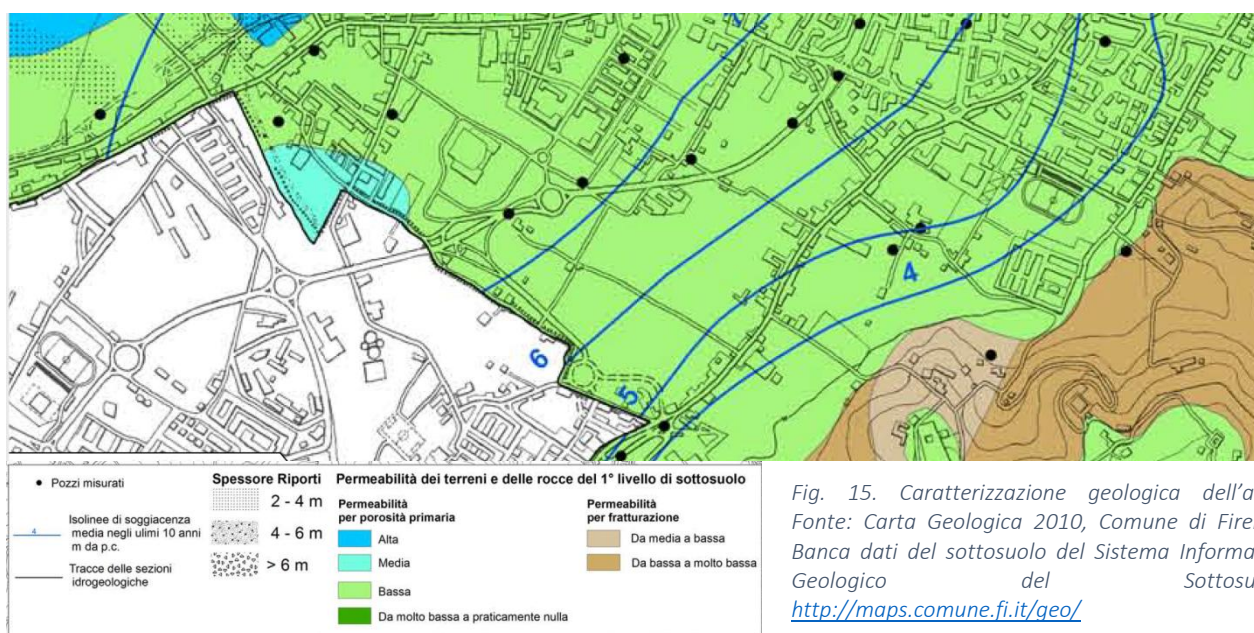 6
5
4
Pozzi misurati
4
Isolinee di soggiacenza
media negli ulimi 10 anni
m da p.c.
Tracce delle sezioni
idrogeologiche
Spessore Riporti
2 - 4 m
4 - 6 m
> 6 m
Permeabilità dei terreni e delle rocce del 1° livello di sottosuolo
Permeabilità
per porosità primaria
Alta
Media
Bassa
Da molto bassa a praticamente nulla
Permeabilità
per fratturazione
Da media a bassa
Da bassa a molto bassa
Fig. 15. Caratterizzazione geologica dell'a
Fonte: Carta Geologica 2010, Comune di Fire
Banca dati del sottosuolo del Sistema Informa
Geologico del Sottosu
http://maps.comune.fi.it/geo/